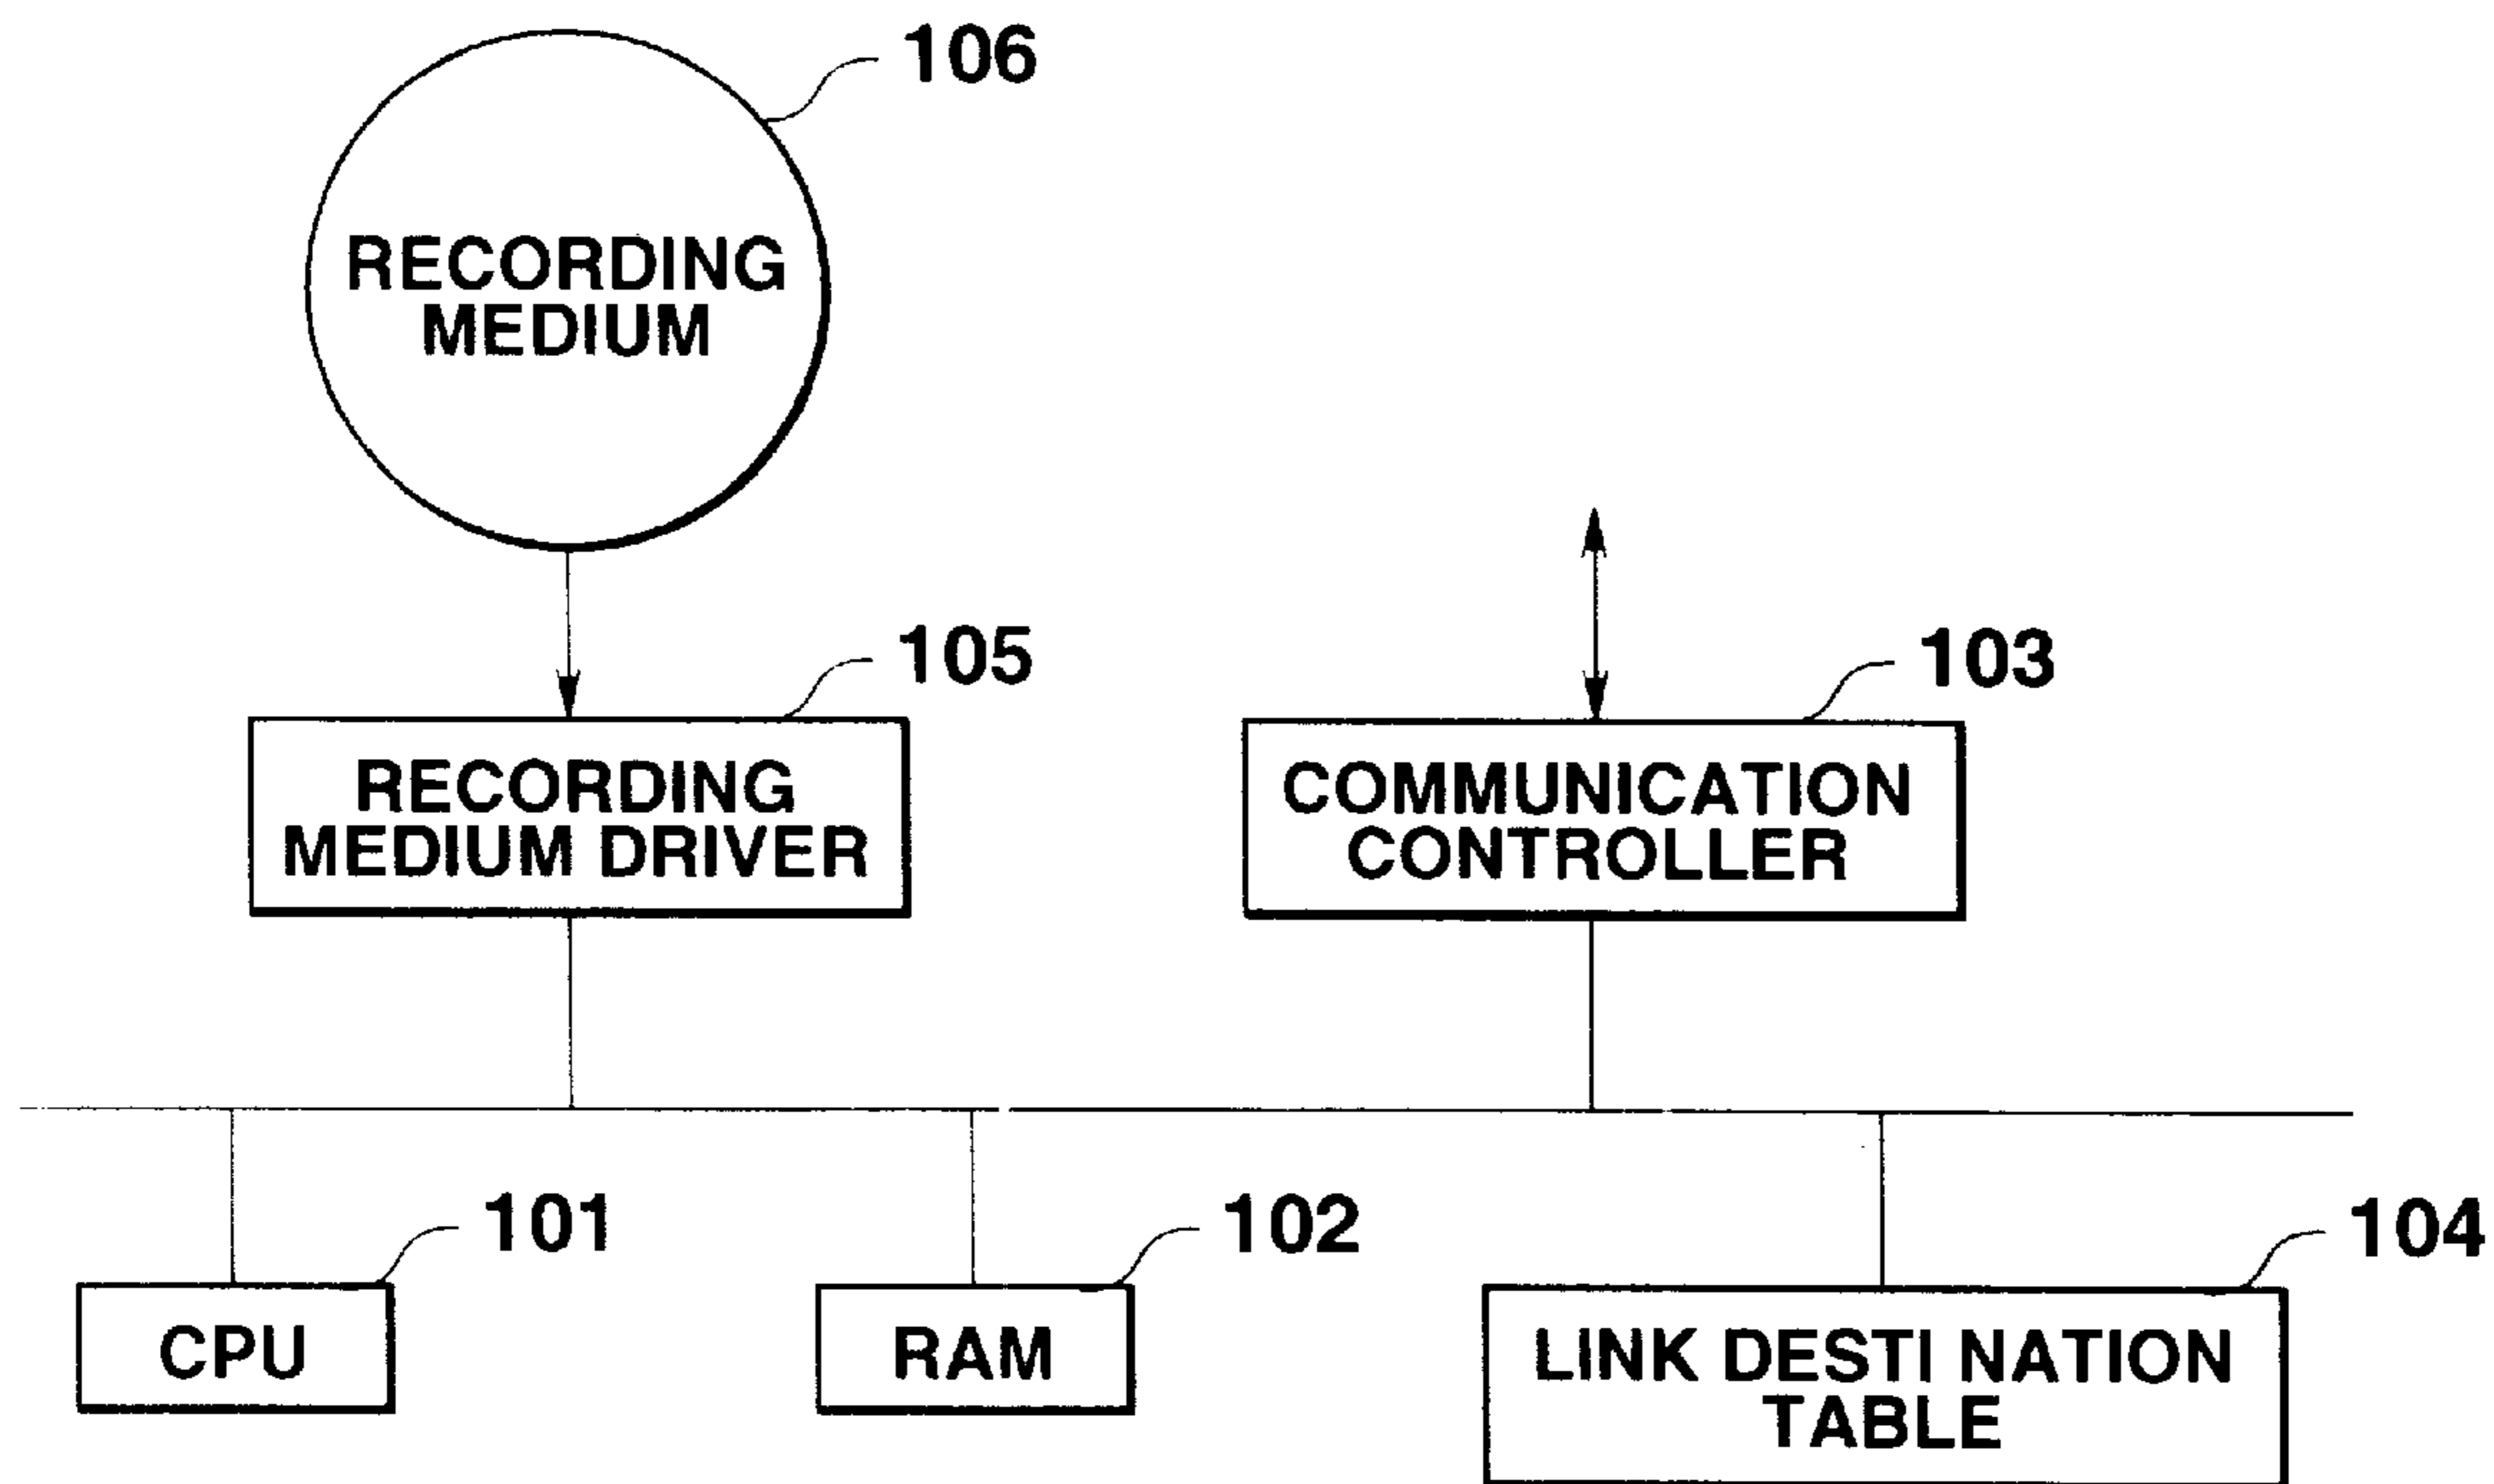 106
RECORDING
MEDIUM
105
103
RECORDING
MEDIUM DRIVER
COMMUNICATION
CONTROLLER
101
102
104
CPU
RAM
LINK DESTI NATION
TABLE